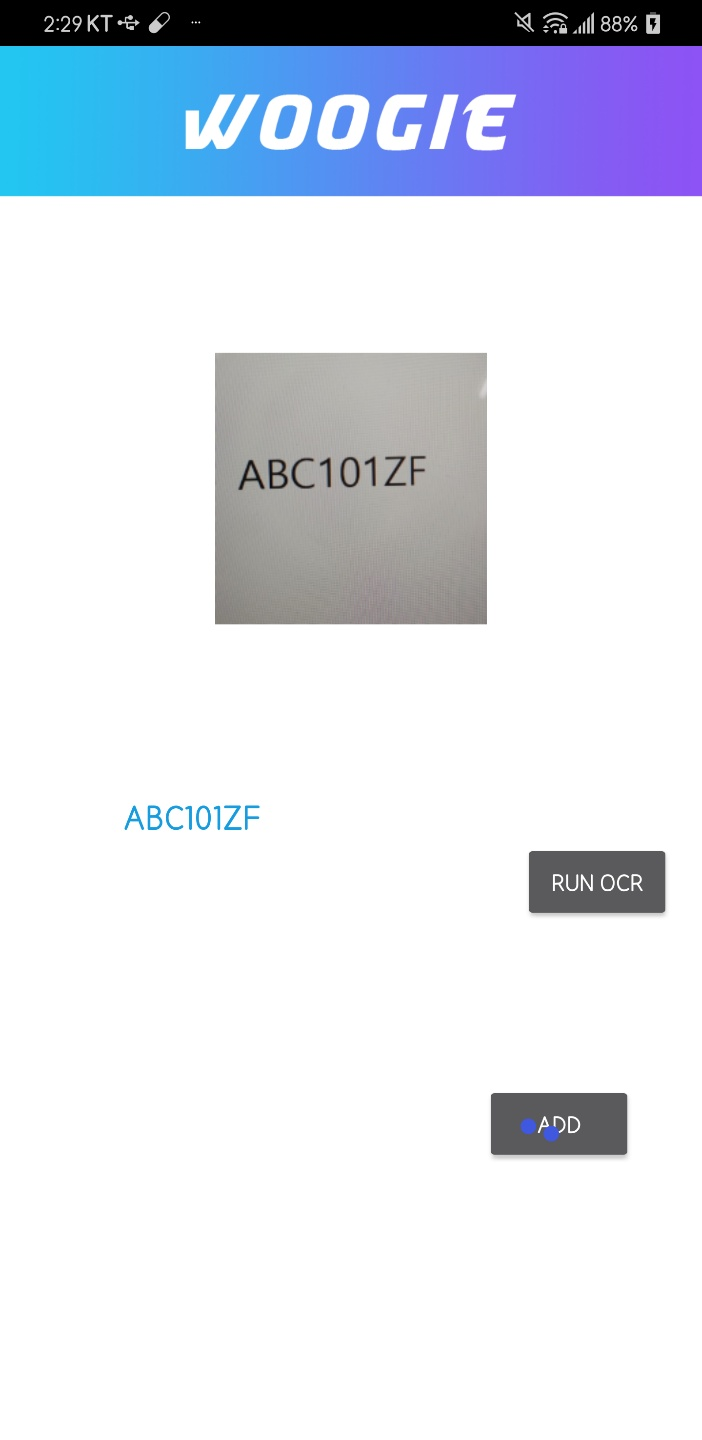 2:29 KT
88%
WOOGIE
ABC101ZF
ABC101ZF
RUN OCR
ADD